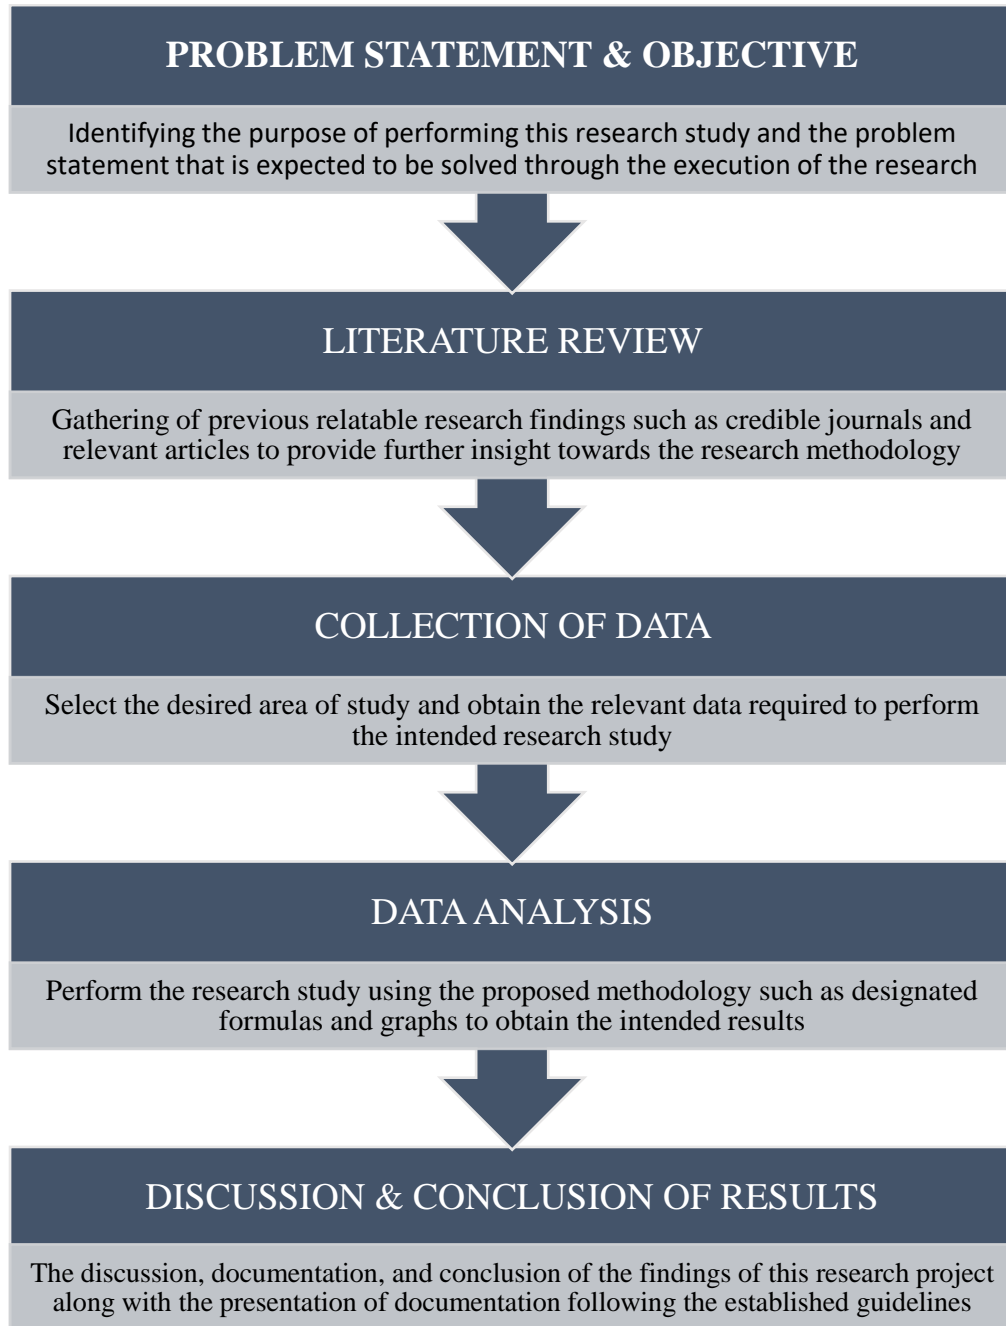 PROBLEM STATEMENT & OBJECTIVE
Identifying the purpose of performing this research study and the problem
statement that is expected to be solved through the execution of the research
LITERATURE REVIEW
Gathering of previous relatable research findings such as credible journals and
relevant articles to provide further insight towards the research methodology
COLLECTION OF DATA
Select the desired area of study and obtain the relevant data required to perform
the intended research study
DATA ANALYSIS
Perform the research study using the proposed methodology such as designated
formulas and graphs to obtain the intended results
DISCUSSION & CONCLUSION OF RESULTS
The discussion, documentation, and conclusion of the findings of this research project
along with the presentation of documentation following the established guidelines